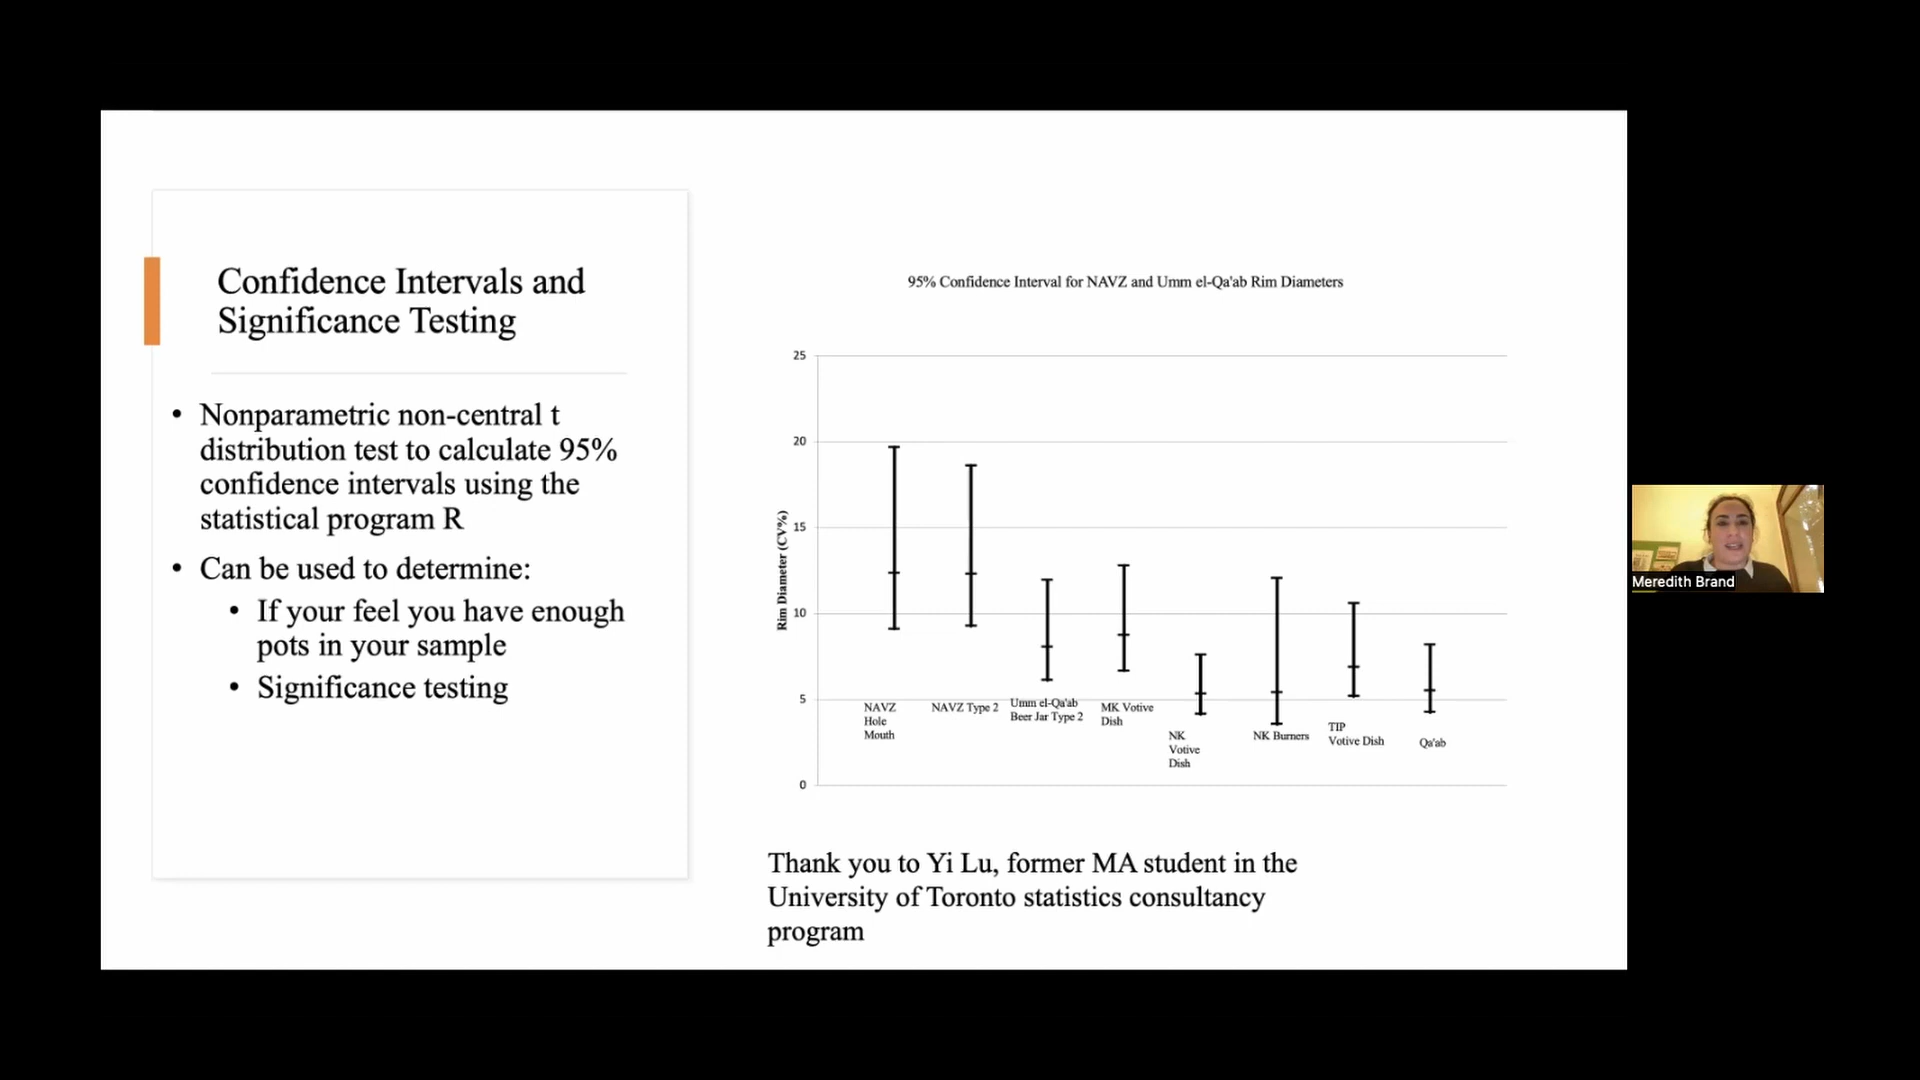 Confidence Intervals and
Significance Testing
• Nonparametric non-central t
distribution test to calculate 95%
confidence intervals using the
statistical program R
• Can be used to determine:
• If your feel you have enough
pots in your sample
• Significance testing
95% Confidence Interval for NAVZ and Umm el-Qa'ab Rim Diameters
Rim Diameter (CV%)
25
20
15
10
5
0
NAVZ
Hole
Mouth
NAVZ Type 2
Umm el-Qa'ab
Beer Jar Type 2
MK Votive
Dish
NK
Votive
Dish
NK Burners
TIP
Votive Dish
Qa'ab
Thank you to Yi Lu, former MA student in the
University of Toronto statistics consultancy
program
Meredith Brand